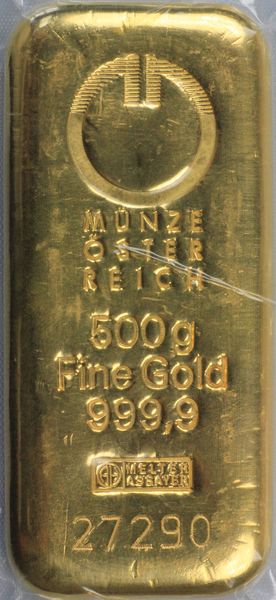 MÜNZE
ÖSTER
REICH
500g
Fine Gold
999,9
MELTER
ASSAYER
27290